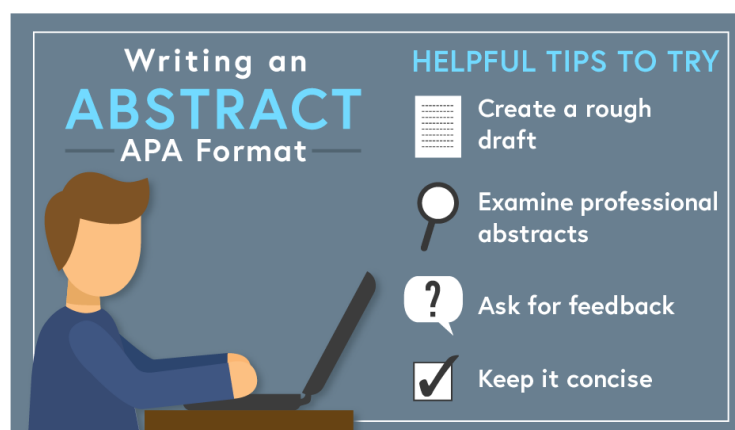 Writing an
ABSTRACT
APA Format
HELPFUL TIPS TO TRY
Create a rough
draft
Examine professional
abstracts
?
Ask for feedback
Keep it concise